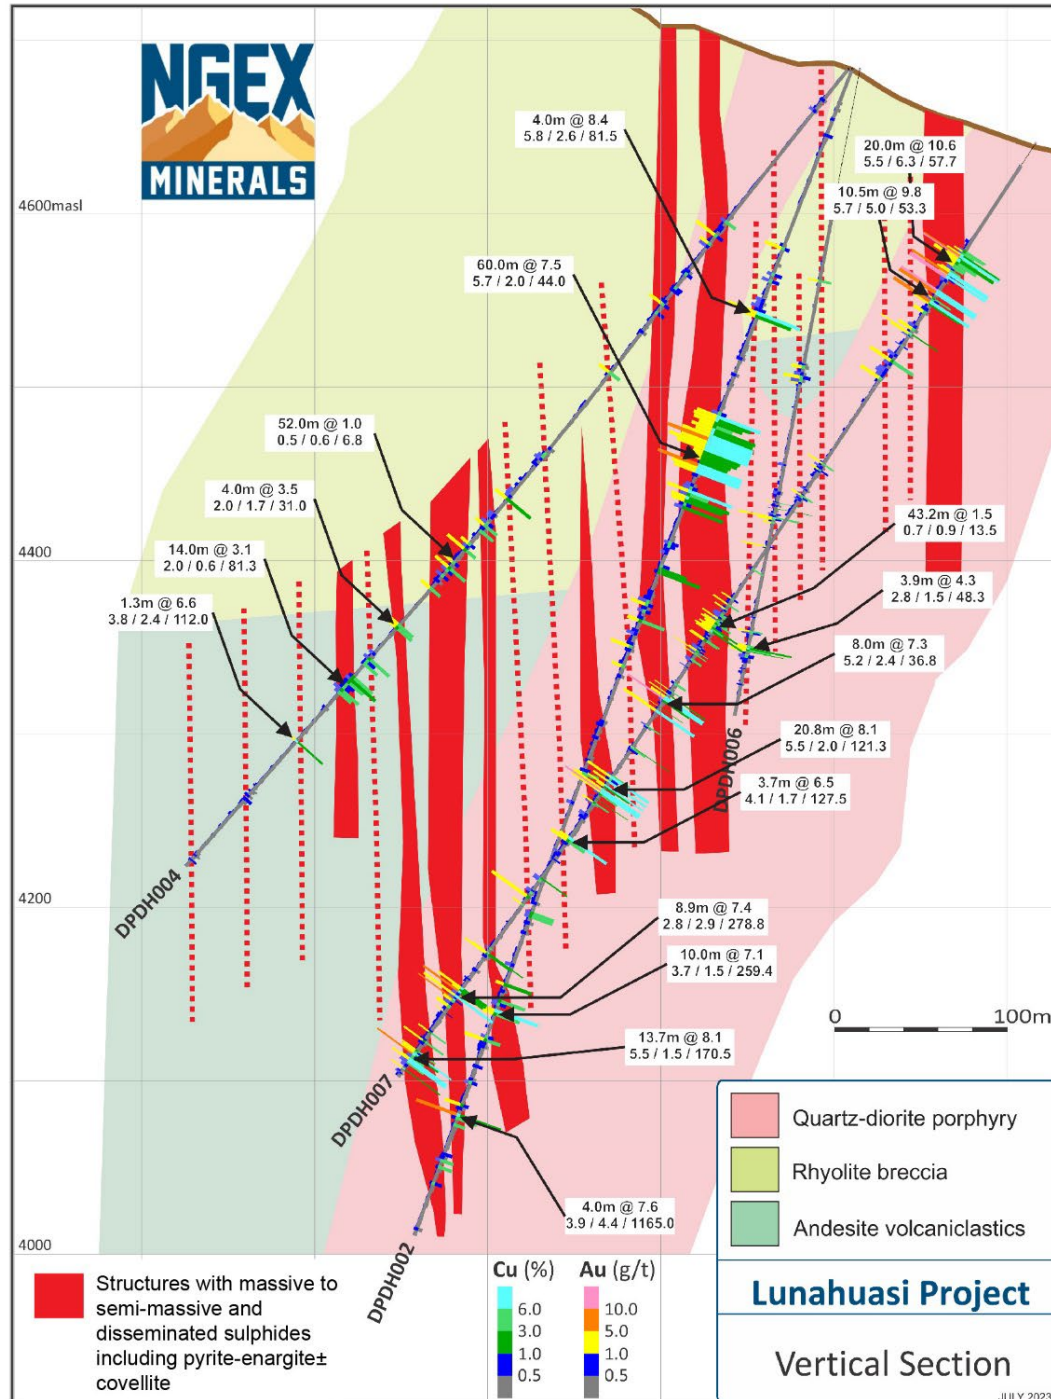 NGEX
MINERALS
4.0m @ 8.4
5.8 / 2.6 / 81.5
20.0m @ 10.6
5.5 / 6.3 / 57.7
10.5m @ 9.8
5.7 / 5.0 / 53.3
4600masl
60.0m @ 7.5
5.7 / 2.0 / 44.0
52.0m @ 1.0
0.5 / 0.6 / 6.8
4.0m @ 3.5
2.0 / 1.7 / 31.0
43.2m @ 1.5
0.7 / 0.9 / 13.5
14.0m @ 3.1
2.0 / 0.6 / 81.3
4400
3.9m @ 4.3
2.8 / 1.5 / 48.3
1.3m @ 6.6
3.8 / 2.4 / 112.0
8.0m @ 7.3
5.2 / 2.4 / 36.8
20.8m @ 8.1
5.5 / 2.0 / 121.3
DPDH006
3.7m @ 6.5
4.1 / 1.7 / 127.5
DPDH004
4200
8.9m @ 7.4
2.8 / 2.9 / 278.8
10.0m @ 7.1
3.7 / 1.5 / 259.4
0 100m
13.7m @ 8.1
5.5 / 1.5 / 170.5
DPDH007
4.0m @ 7.6
3.9 / 4.4 / 1165.0
4000
DPDH002
Quartz-diorite porphyry
Rhyolite breccia
Andesite volcaniclastics
Structures with massive to
semi-massive and
disseminated sulphides
including pyrite-enargite±
covellite
Cu (%) Au (g/t)
6.0 10.0
3.0 5.0
1.0 1.0
0.5 0.5
Lunahuasi Project
Vertical Section
JULY 2023